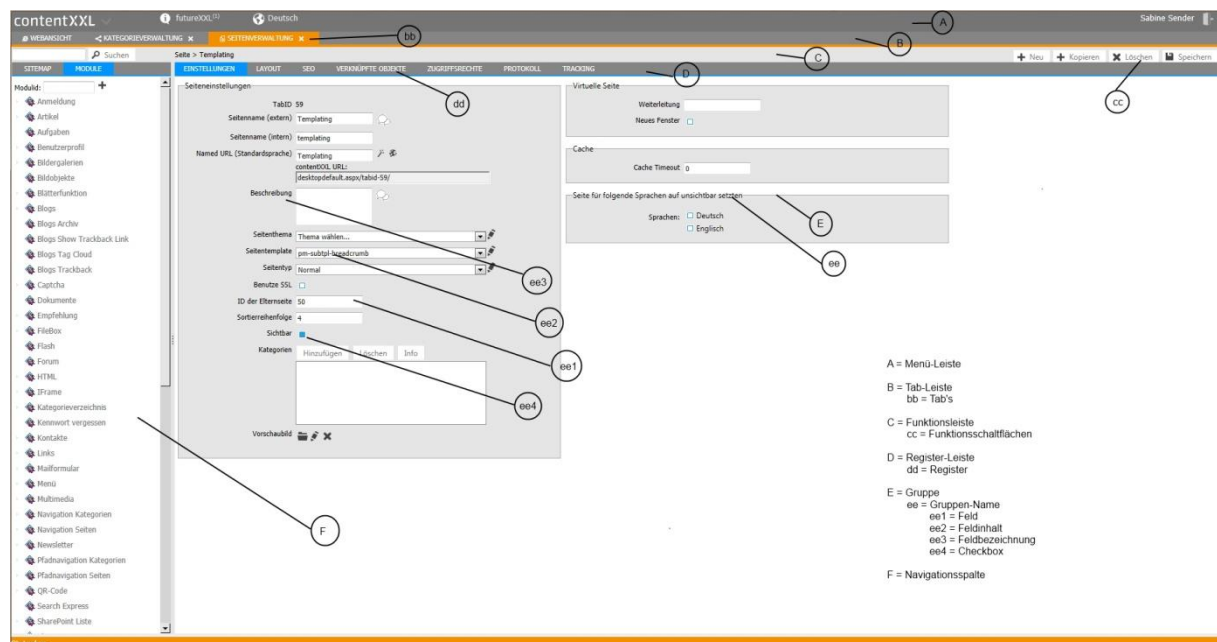 contentXXL
futureXXL(1)
Deutsch
Sabine Sender
A
WEBANSICHT
KATEGORIEVERWALTUNG
SEITENVERWALTUNG
bb
B
Suchen
Seite > Templating
C
Neu
Kopieren
Löschen
Speichern
SITEMAP
MODULE
EINSTELLUNGEN
LAYOUT
SEO
VERKNÜPFTE OBJEKTE
ZUGRIFFSRECHTE
PROTOKOLL
TRACKING
D
dd
cc
ModulId:
Anmeldung
Artikel
Aufgaben
Benutzerprofil
Bildergalerien
Bildobjekte
Blätterfunktion
Blogs
Blogs Archiv
Blogs Show Trackback Link
Blogs Tag Cloud
Blogs Trackback
Captcha
Dokumente
Empfehlung
FileBox
Flash
Forum
HTML
IFrame
Kategorieverzeichnis
Kennwort vergessen
Kontakte
Links
Mailformular
Menü
Multimedia
Navigation Kategorien
Navigation Seiten
Newsletter
Pfadnavigation Kategorien
Pfadnavigation Seiten
QR-Code
Search Express
SharePoint Liste
F
Seiteneinstellungen
TabID 59
Seitenname (extern) Templating
Seitenname (intern) templating
Named URL (Standardsprache) Templating
contentXXL URL:
desktopdefault.aspx/tabid-59/
Beschreibung
Seitenthema Thema wählen...
Seitentemplate pm-subtpl-breadcrumb
Seitentyp Normal
Benutze SSL
ID der Elternseite 50
Sortierreihenfolge 4
Sichtbar
Kategorien Hinzufügen Löschen Info
Vorschaubild
ee3
ee2
ee1
ee4
Virtuelle Seite
Weiterleitung
Neues Fenster
Cache
Cache Timeout 0
Seite für folgende Sprachen auf unsichtbar setzten
Sprachen: Deutsch
Englisch
E
ee
A = Menü-Leiste
B = Tab-Leiste
bb = Tab's
C = Funktionsleiste
cc = Funktionsschaltflächen
D = Register-Leiste
dd = Register
E = Gruppe
ee = Gruppen-Name
ee1 = Feld
ee2 = Feldinhalt
ee3 = Feldbezeichnung
ee4 = Checkbox
F = Navigationsspalte